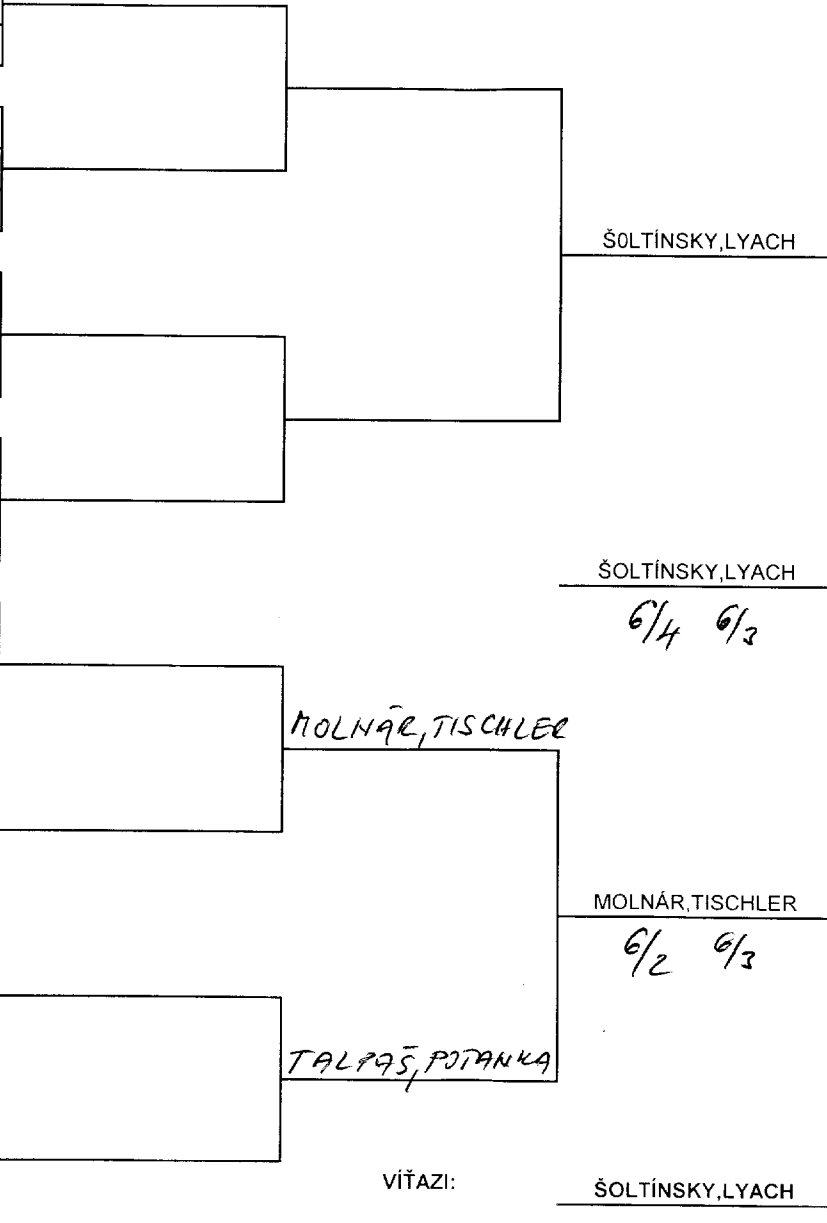 Š0LTÍNSKY,LYACH
ŠOLTÍNSKY,LYACH
6/4 6/3
MOLNÁR,TISCHLER
MOLNÁR,TISCHLER
6/2 6/3
TALPAŠ,POTANKA
VÍŤAZI: ŠOLTÍNSKY,LYACH